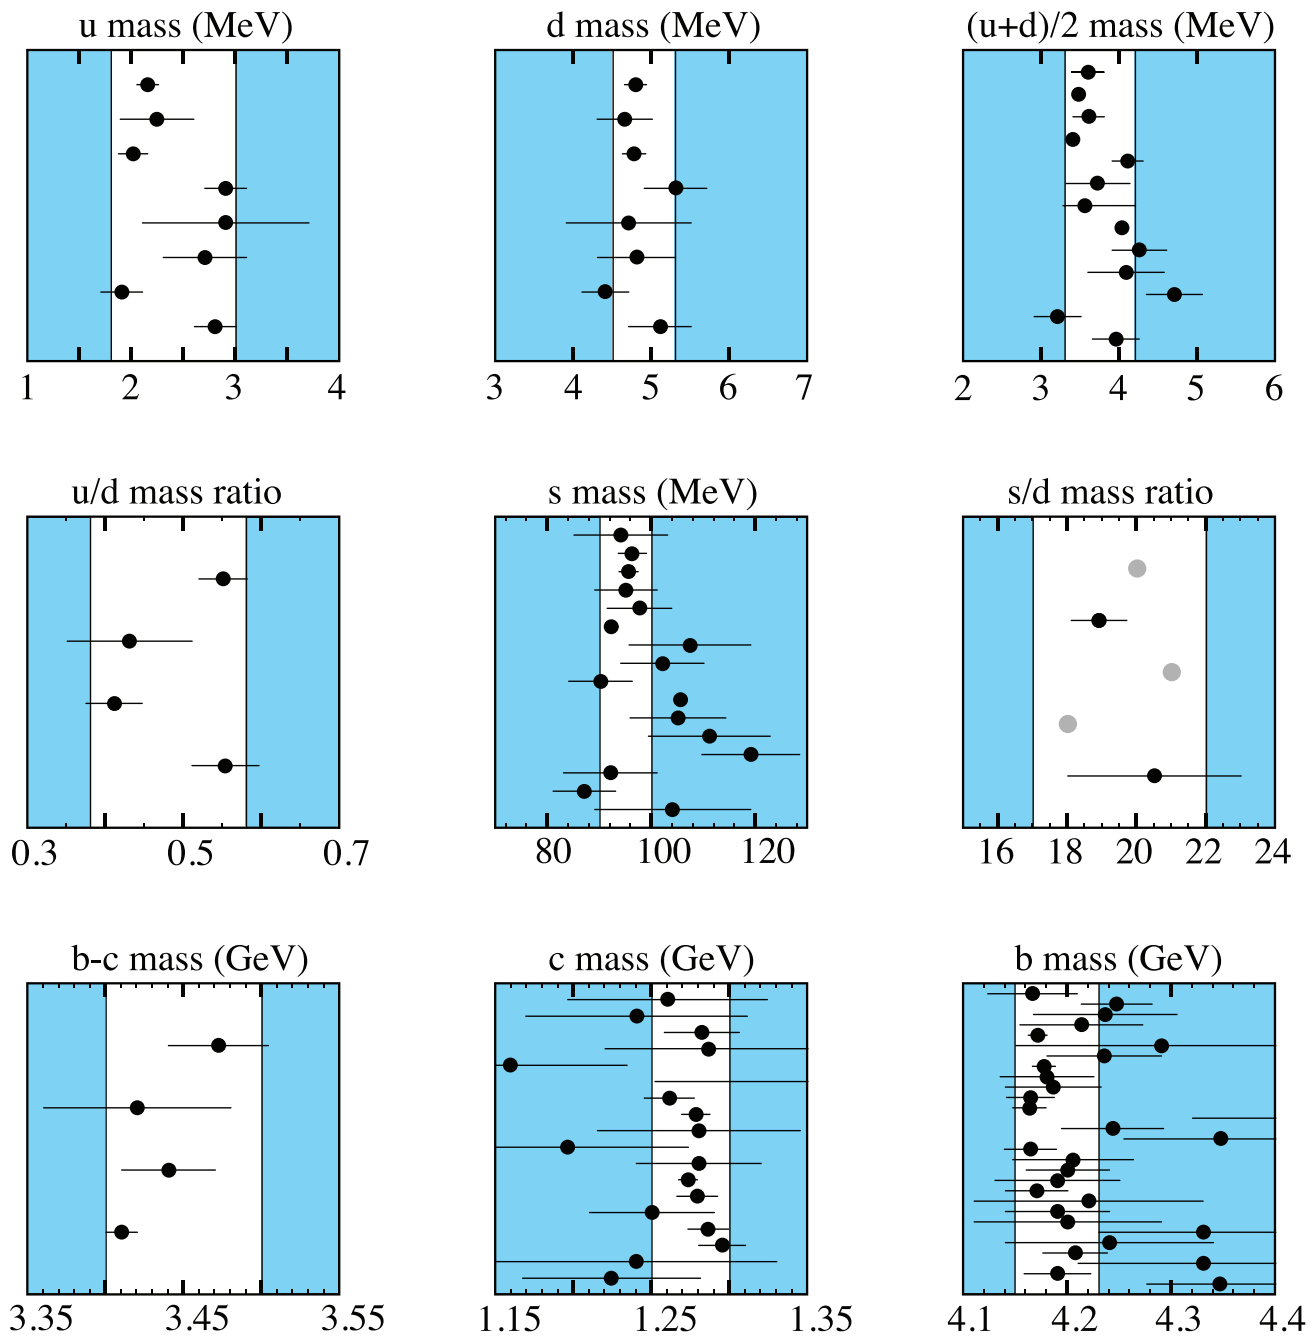 u mass (MeV) d mass (MeV) (u+d)/2 mass (MeV)
1 2 3 4 3 4 5 6 7 2 3 4 5 6
u/d mass ratio s mass (MeV) s/d mass ratio
0.3 0.5 0.7 80 100 120 16 18 20 22 24
b-c mass (GeV) c mass (GeV) b mass (GeV)
3.35 3.45 3.55 1.15 1.25 1.35 4.1 4.2 4.3 4.4